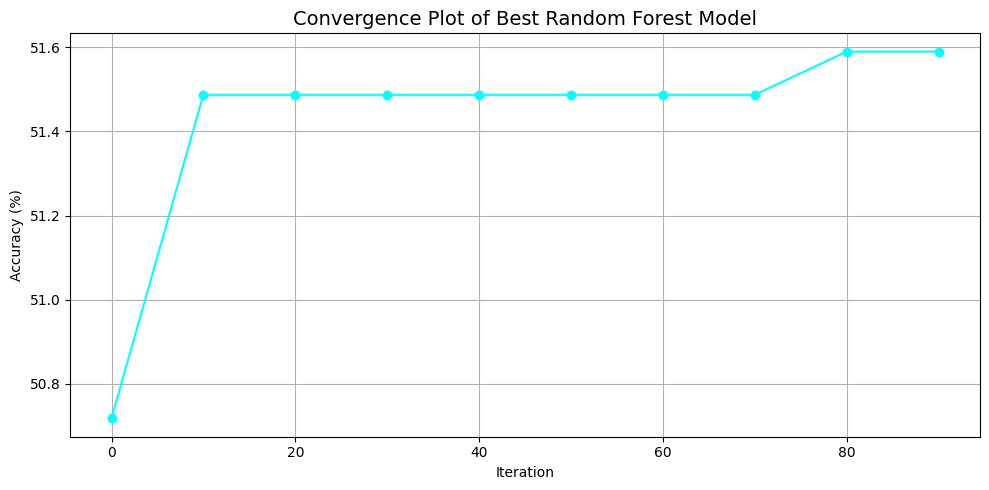 Convergence Plot of Best Random Forest Model
51.6
51.4
51.2
51.0
50.8
Accuracy (%)
0 20 40 60 80
Iteration